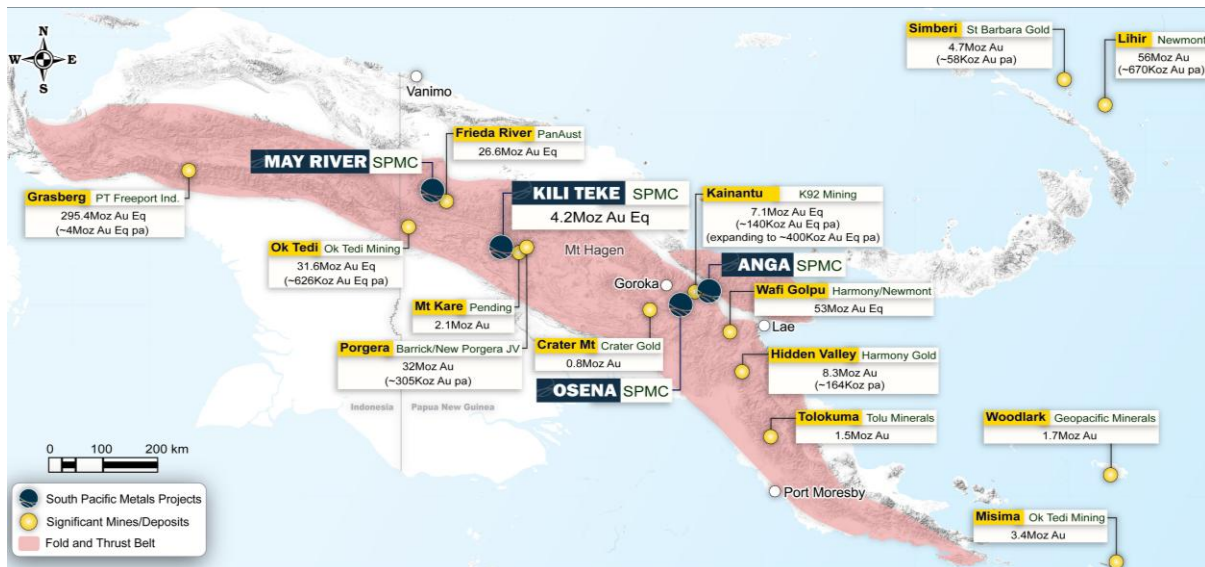 N
W E
S
Vanimo
Simberi St Barbara Gold
4.7Moz Au
(~58Koz Au pa)
Lihir Newmont
56Moz Au
(~670Koz Au pa)
Frieda River PanAust
26.6Moz Au Eq
MAY RIVER SPMC
Grasberg PT Freeport Ind.
295.4Moz Au Eq
(~4Moz Au Eq pa)
KILI TEKE SPMC
4.2Moz Au Eq
Kainantu K92 Mining
7.1Moz Au Eq
(~140Koz Au Eq pa)
(expanding to ~400Koz Au Eq pa)
Ok Tedi Ok Tedi Mining
31.6Moz Au Eq
(~626Koz Au Eq pa)
Mt Hagen
Goroka
ANGA SPMC
Wafi Golpu Harmony/Newmont
53Moz Au Eq
Lae
Mt Kare Pending
2.1Moz Au
Porgera Barrick/New Porgera JV
32Moz Au
(~305Koz Au pa)
Crater Mt Crater Gold
0.8Moz Au
Hidden Valley Harmony Gold
8.3Moz Au
(~164Koz pa)
OSENA SPMC
Indonesia Papua New Guinea
Tolokuma Tolu Minerals
1.5Moz Au
Woodlark Geopacific Minerals
1.7Moz Au
Port Moresby
Misima Ok Tedi Mining
3.4Moz Au
0 100 200 km
South Pacific Metals Projects
Significant Mines/Deposits
Fold and Thrust Belt